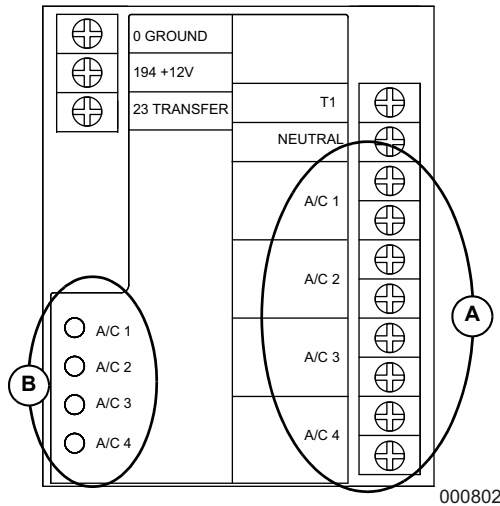 0 GROUND
194 +12V
23 TRANSFER
T1
NEUTRAL
A/C 1
A/C 2
A/C 3
A/C 4
A
B
A/C 1
A/C 2
A/C 3
A/C 4
000802